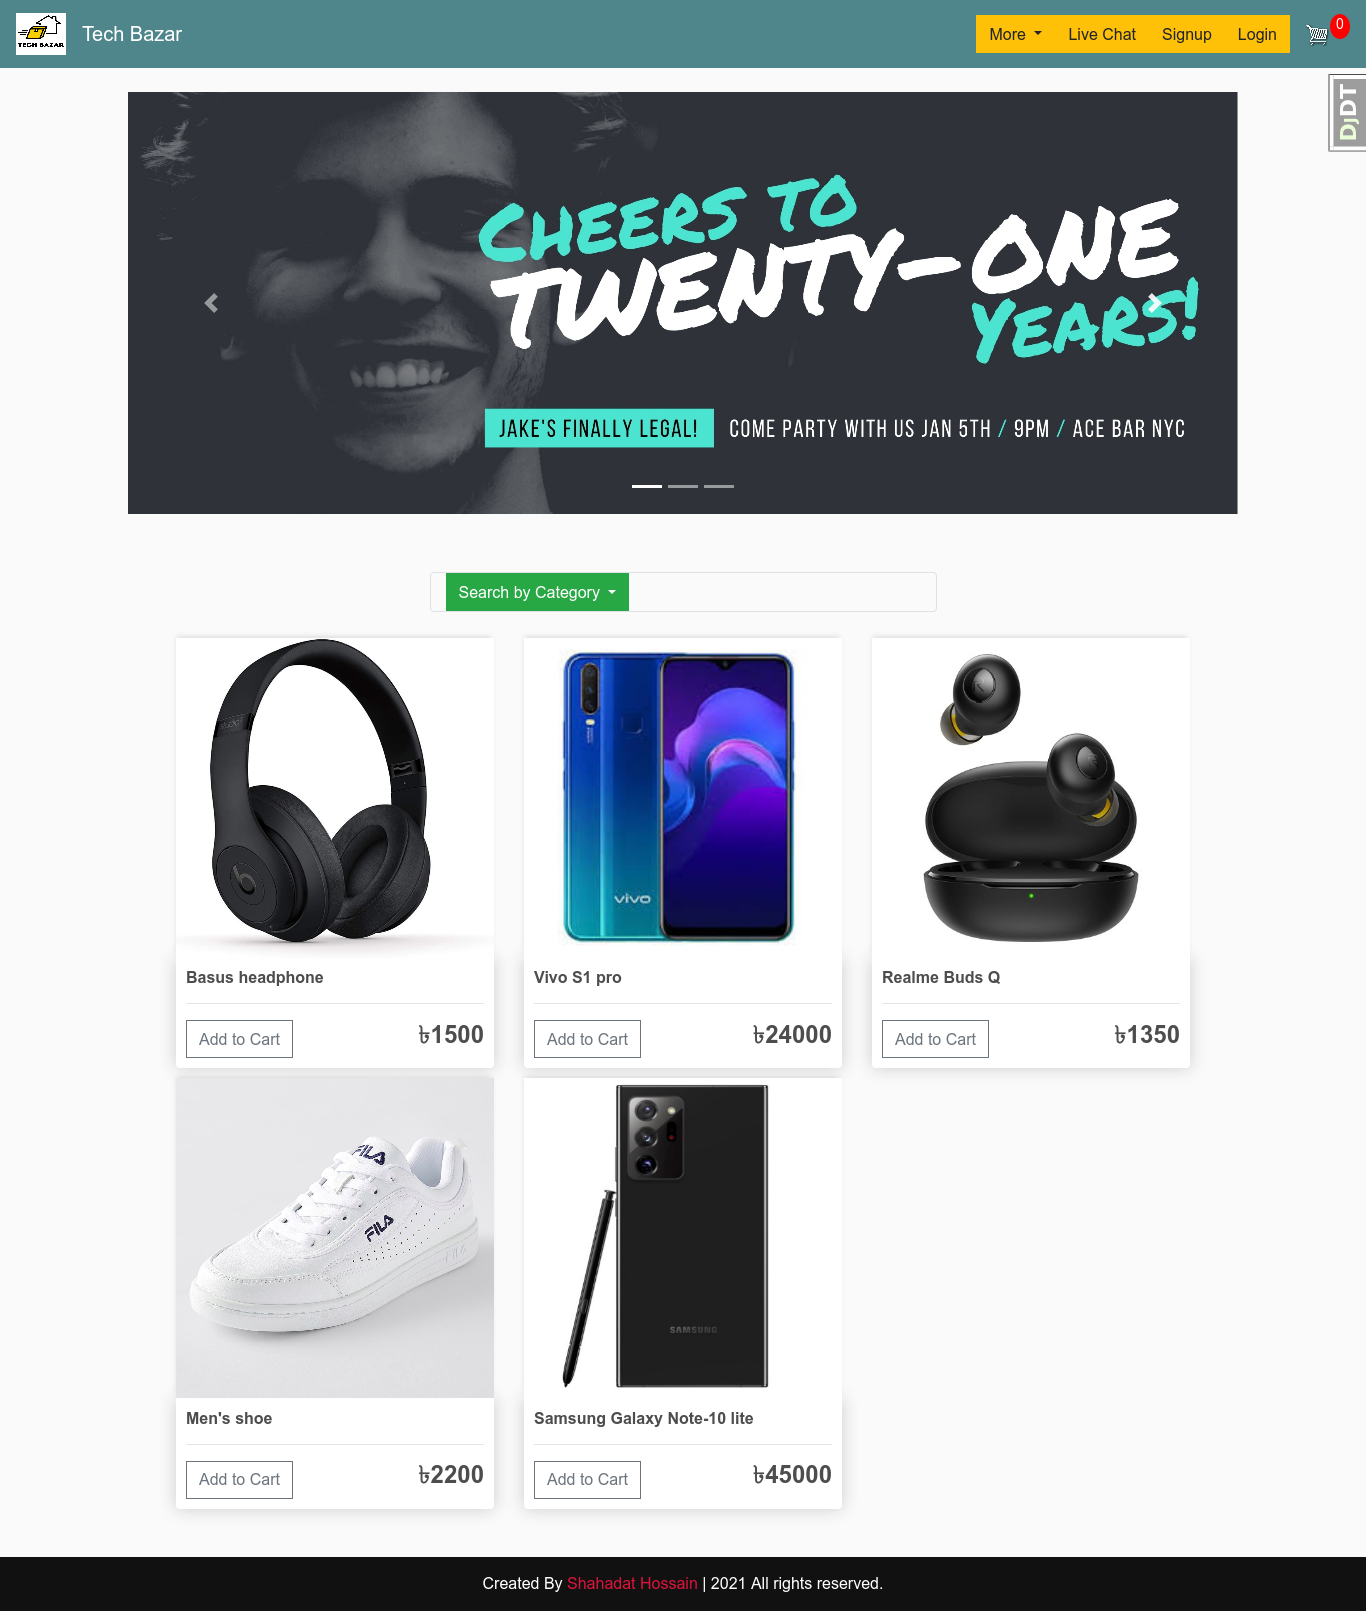 TECH BAZAR
Tech Bazar
More
Live Chat
Signup
Login
0
DJDT
CHEERS TO
TWENTY-ONE
YEARS!
JAKE'S FINALLY LEGAL!
COME PARTY WITH US JAN 5TH / 9PM / ACE BAR NYC
Search by Category
vivo
Basus headphone
Vivo S1 pro
Realme Buds Q
Add to Cart
৳1500
Add to Cart
৳24000
Add to Cart
৳1350
FILA
FILA
FILA
SAMSUNG
Men's shoe
Samsung Galaxy Note-10 lite
Add to Cart
৳2200
Add to Cart
৳45000
Created By Shahadat Hossain | 2021 All rights reserved.